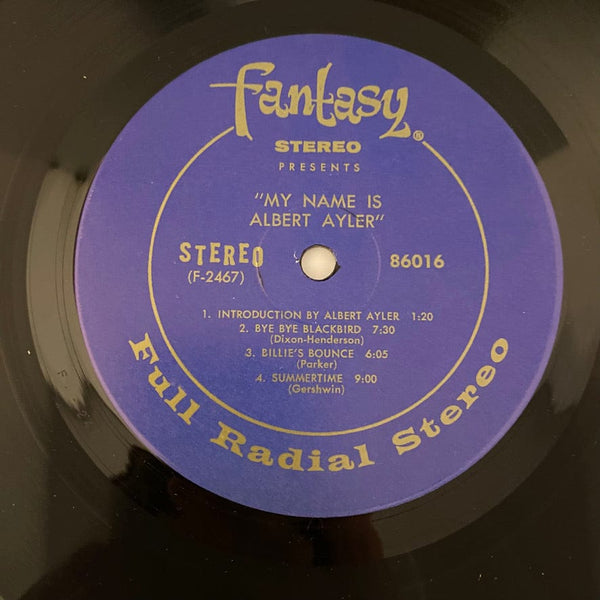 fantasy®
STEREO
PRESENTS
"MY NAME IS
ALBERT AYLER"
STEREO
(F-2467)
86016
1. INTRODUCTION BY ALBERT AYLER 1:20
2. BYE BYE BLACKBIRD 7:30
(Dixon-Henderson)
3. BILLIE'S BOUNCE 6:05
(Parker)
4. SUMMERTIME 9:00
(Gershwin)
Full Radial Stereo